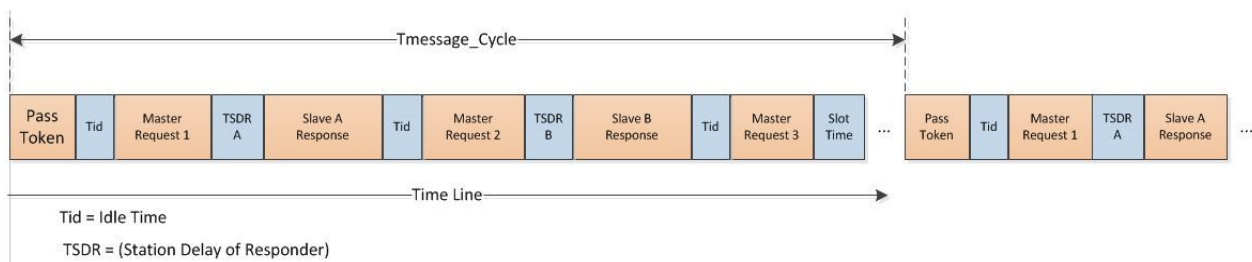 Tmessage_Cycle
Pass
Token
Tid
Master
Request 1
TSDR
A
Slave A
Response
Tid
Master
Request 2
TSDR
B
Slave B
Response
Tid
Master
Request 3
Slot
Time
...
Pass
Token
Tid
Master
Request 1
TSDR
A
Slave A
Response
...
Time Line
Tid = Idle Time
TSDR = (Station Delay of Responder)